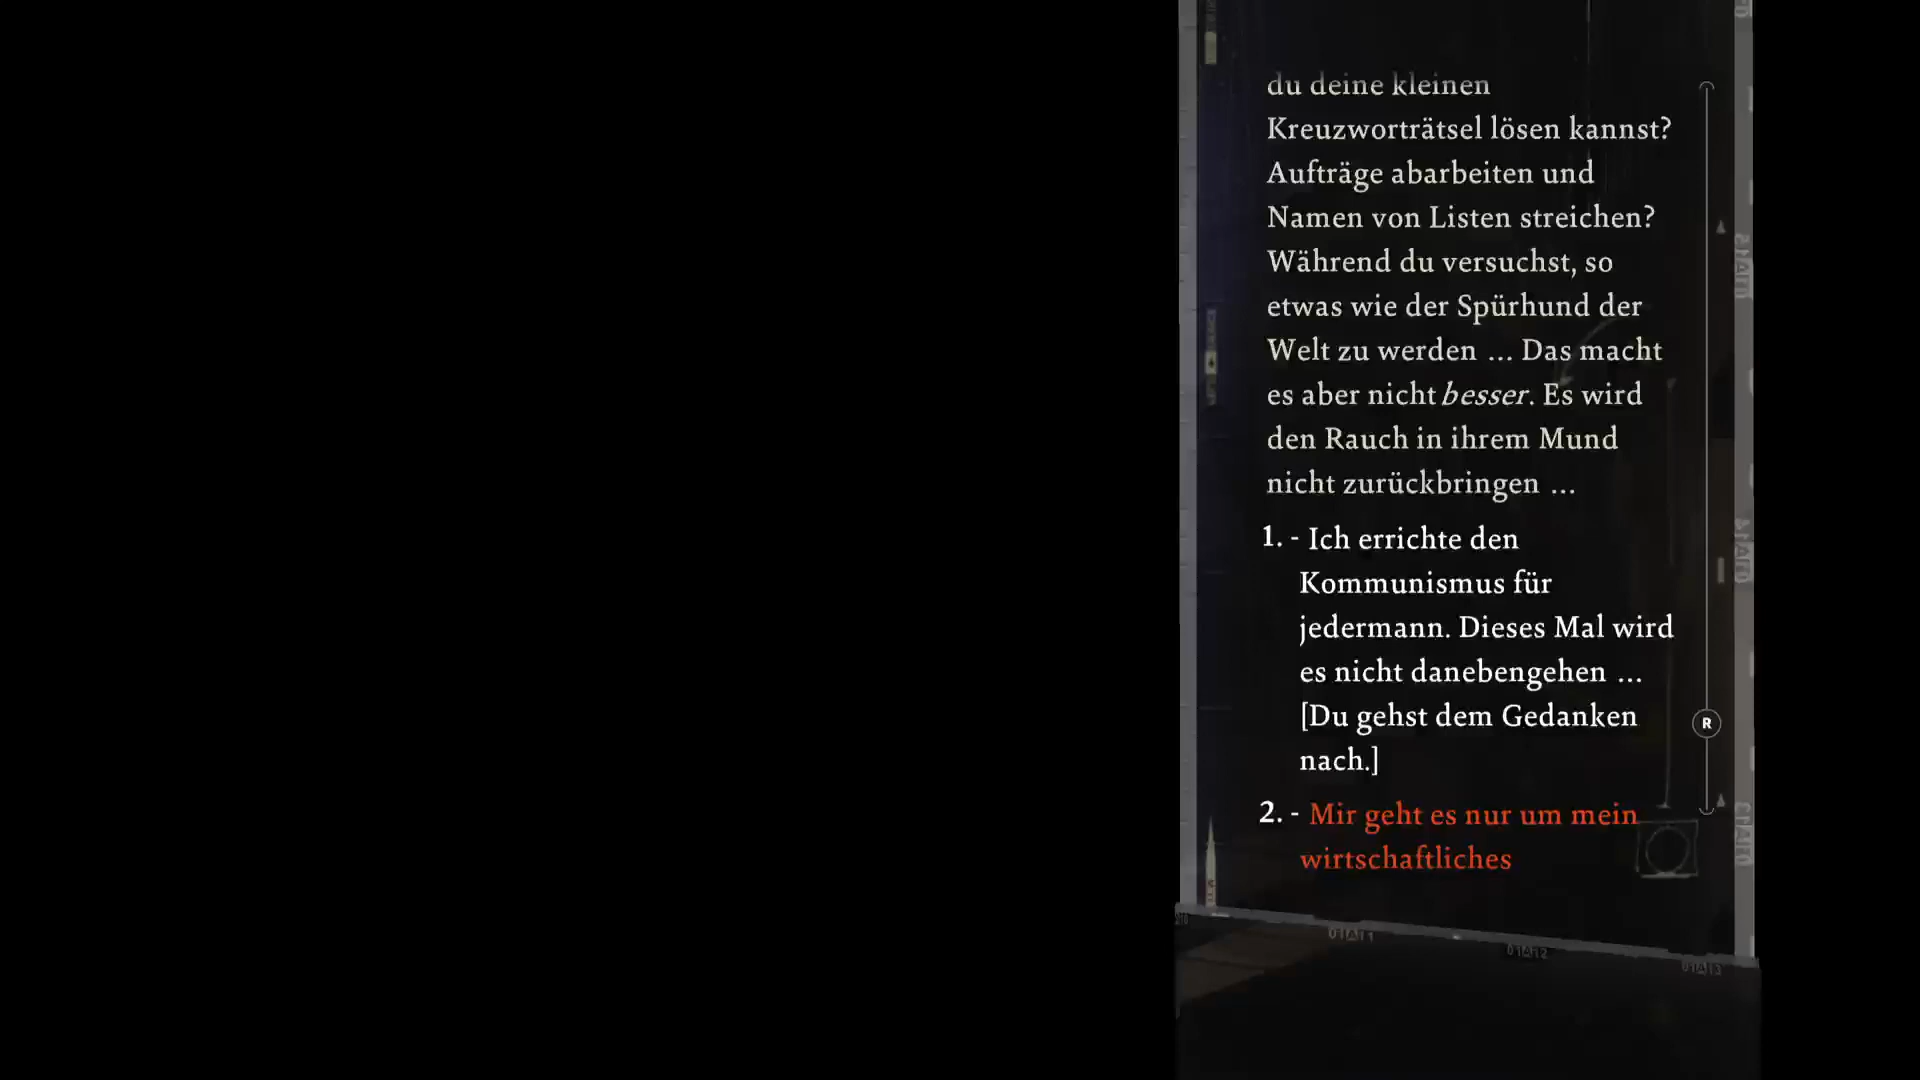 du deine kleinen
Kreuzworträtsel lösen kannst?
Aufträge abarbeiten und
Namen von Listen streichen?
Während du versuchst, so
etwas wie der Spürhund der
Welt zu werden ... Das macht
es aber nicht besser. Es wird
den Rauch in ihrem Mund
nicht zurückbringen ...
1. - Ich errichte den
Kommunismus für
jedermann. Dieses Mal wird
es nicht danebengehen ...
[Du gehst dem Gedanken
nach.]
R
2. - Mir geht es nur um mein
wirtschaftliches